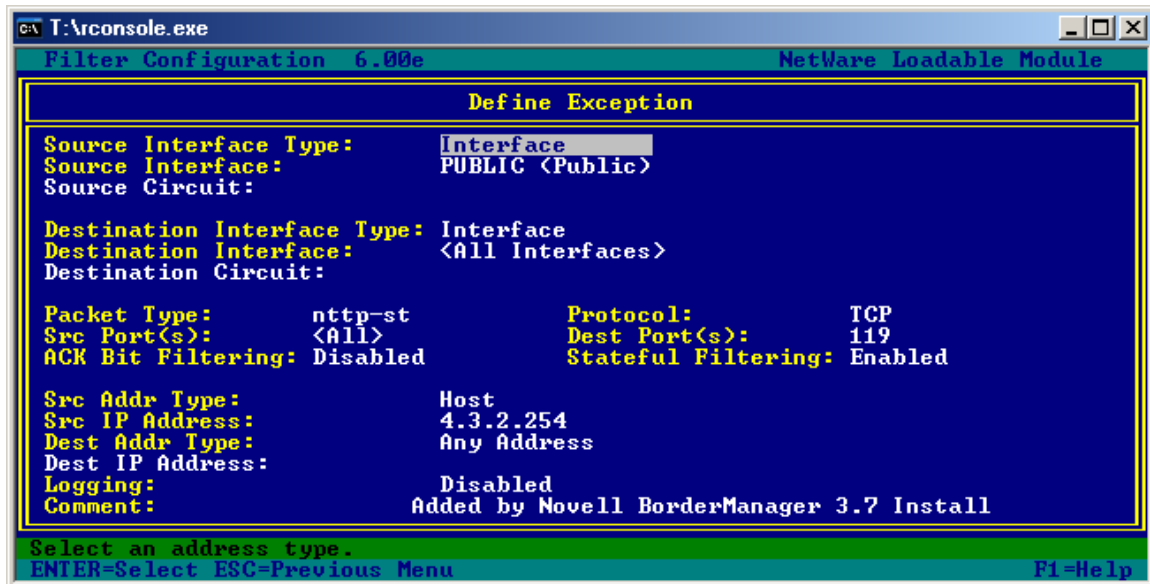 T:\rconsole.exe
Filter Configuration 6.00e NetWare Loadable Module
Define Exception
Source Interface Type: Interface
Source Interface: PUBLIC <Public>
Source Circuit:
Destination Interface Type: Interface
Destination Interface: <All Interfaces>
Destination Circuit:
Packet Type: nttp-st Protocol: TCP
Src Port(s): <All> Dest Port(s): 119
ACK Bit Filtering: Disabled Stateful Filtering: Enabled
Src Addr Type: Host
Src IP Address: 4.3.2.254
Dest Addr Type: Any Address
Dest IP Address:
Logging: Disabled
Comment: Added by Novell BorderManager 3.7 Install
Select an address type.
ENTER=Select ESC=Previous Menu F1=Help